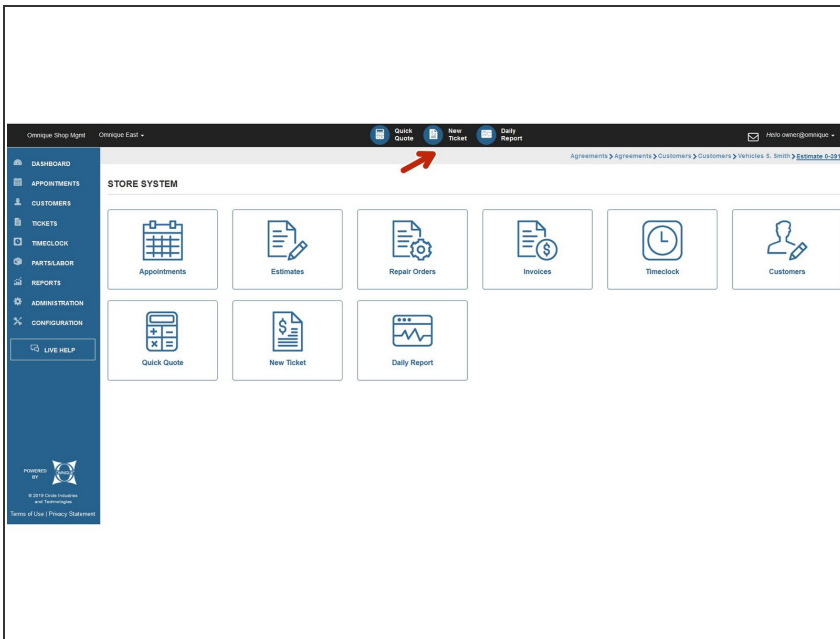 Omnique Shop Mgmt Omnique East
Quick
Quote
New
Ticket
Daily
Report
Hello owner@omnique
Agreements > Agreements > Customers > Customers > Vehicles S. Smith > Estimate 0-291
DASHBOARD
APPOINTMENTS
CUSTOMERS
TICKETS
TIMECLOCK
PARTS/LABOR
REPORTS
ADMINISTRATION
CONFIGURATION
LIVE HELP
POWERED
BY
OMNIQUE
© 2019 Circle Industries
and Technologies
Terms of Use | Privacy Statement
STORE SYSTEM
Appointments
Estimates
Repair Orders
Invoices
Timeclock
Customers
Quick Quote
New Ticket
Daily Report